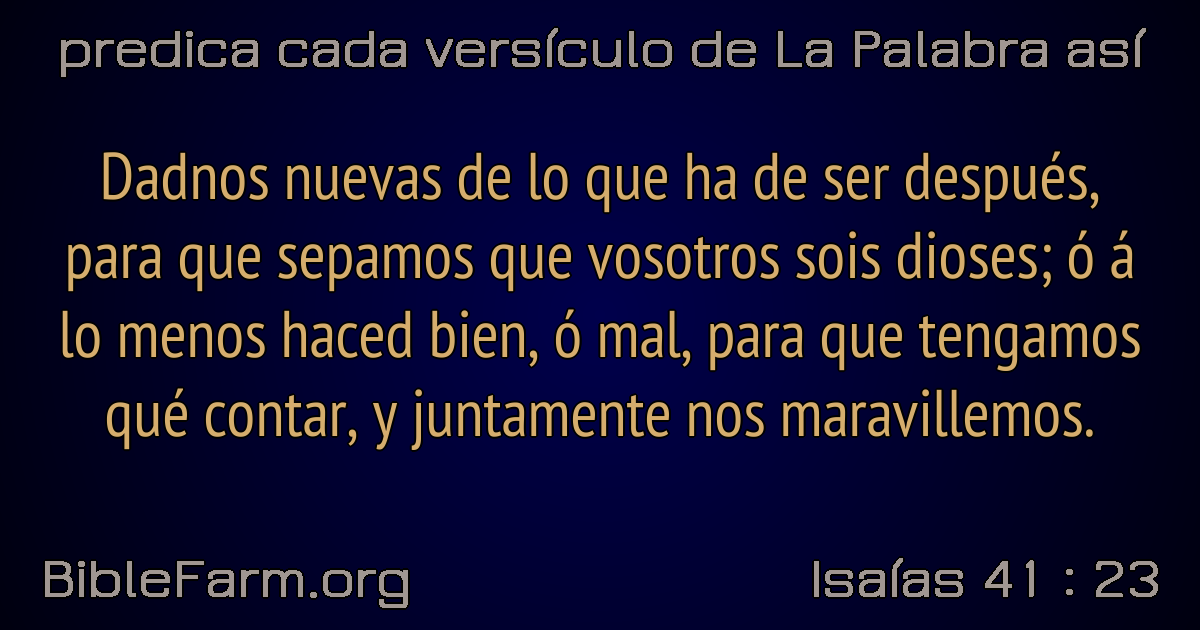 predica cada versículo de La Palabra así
Dadnos nuevas de lo que ha de ser después,
para que sepamos que vosotros sois dioses; ó á
lo menos haced bien, ó mal, para que tengamos
qué contar, y juntamente nos maravillemos.
BibleFarm.org
Isaías 41 : 23